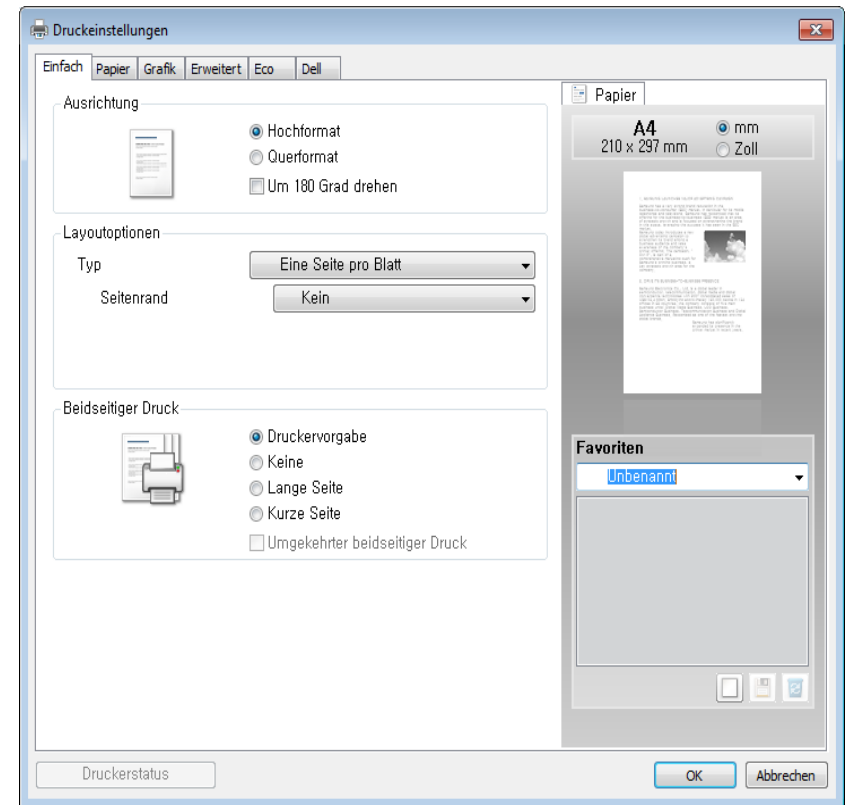 Druckeinstellungen
Einfach Papier Grafik Erweitert Eco Dell
Ausrichtung
Hochformat
Querformat
Um 180 Grad drehen
Layoutoptionen
Typ Eine Seite pro Blatt
Seitenrand Kein
Beidseitiger Druck
Druckervorgabe
Keine
Lange Seite
Kurze Seite
Umgekehrter beidseitiger Druck
Papier
A4 mm
210 x 297 mm Zoll
Favoriten
Unbenannt
Druckerstatus OK Abbrechen